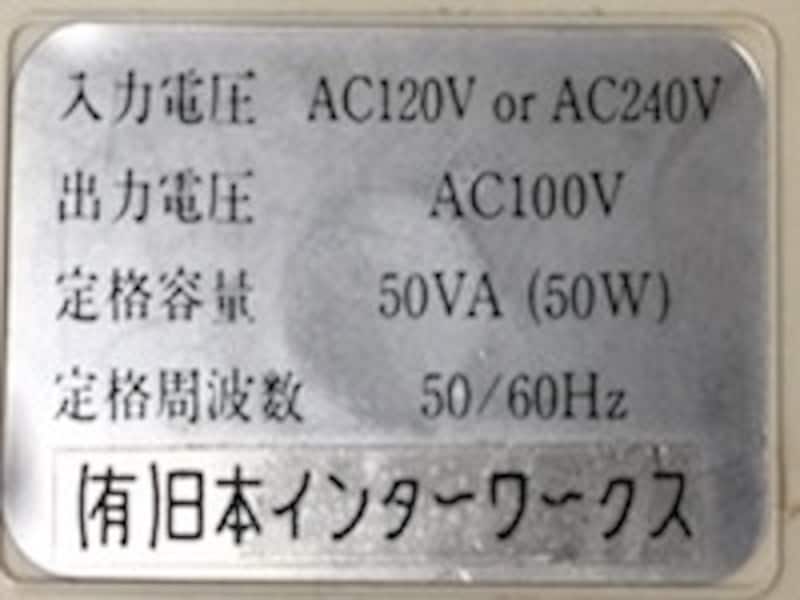 入力電圧 AC120V or AC240V
出力電圧 AC100V
定格容量 50VA (50W)
定格周波数 50/60Hz
(有)日本インターワークス